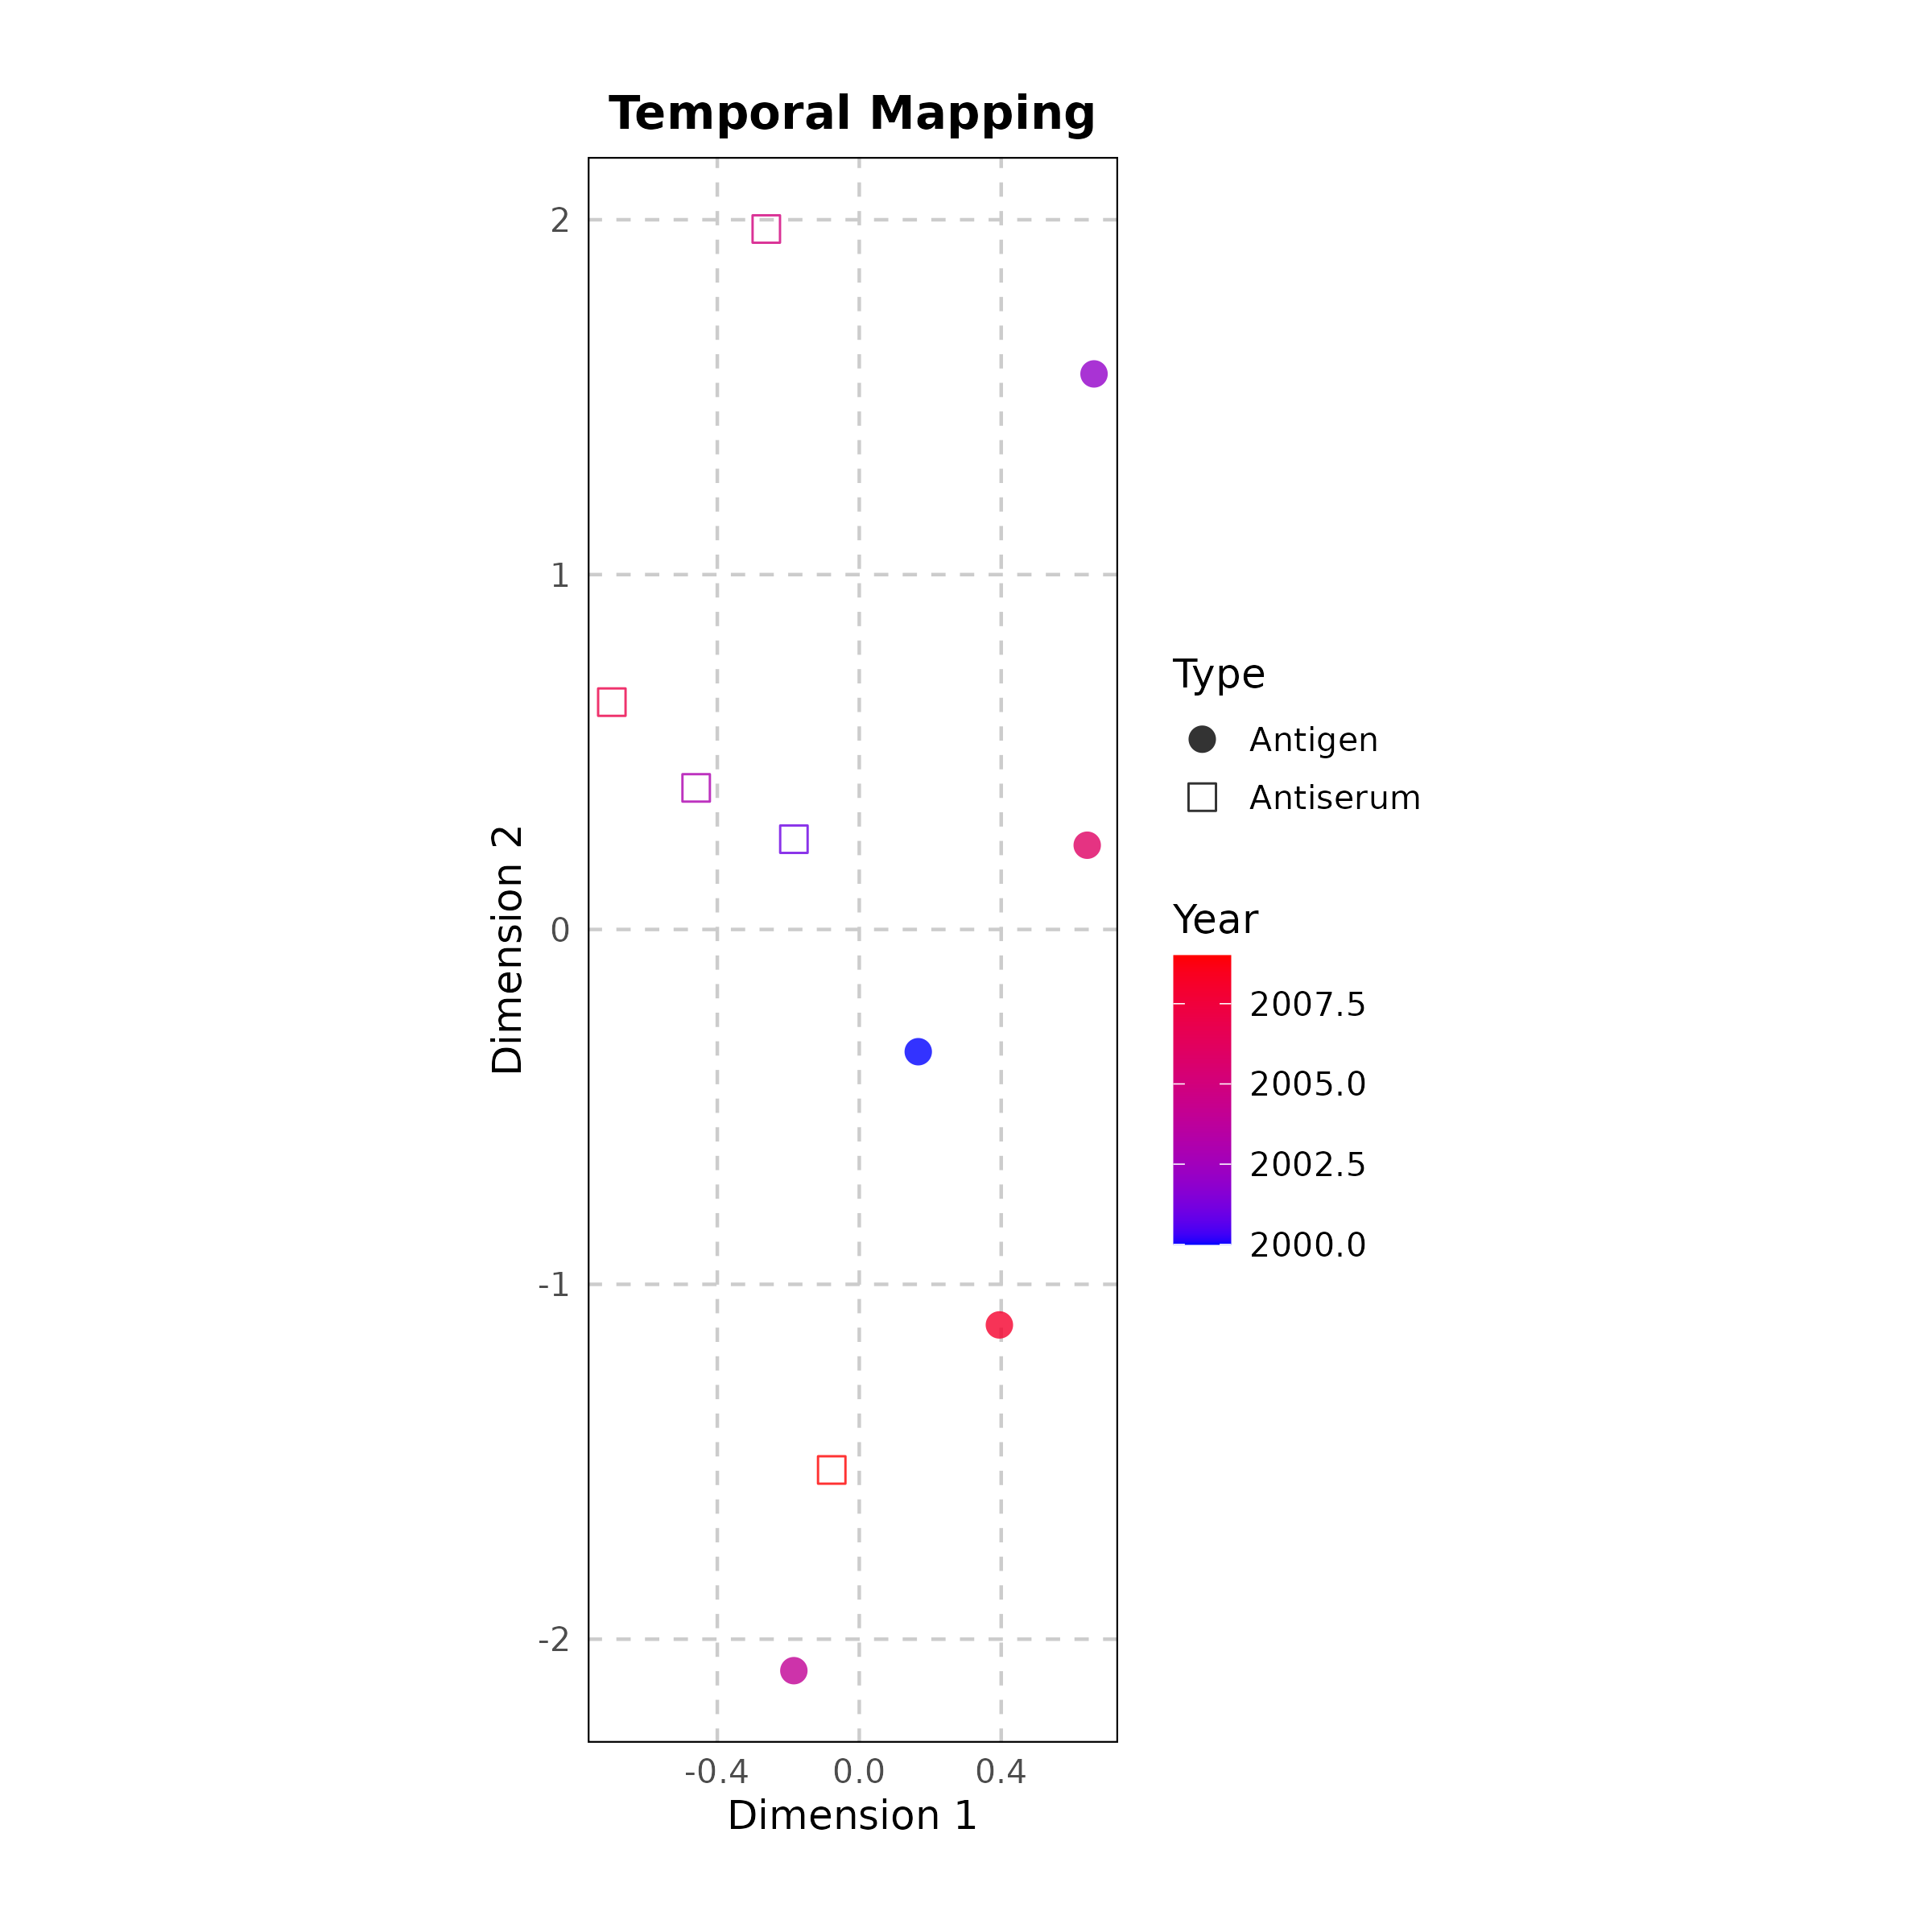 Temporal Mapping
2
1
0
-1
-2
Dimension 2
-0.4 0.0 0.4
Dimension 1
Type
Antigen
Antiserum
Year
2007.5
2005.0
2002.5
2000.0